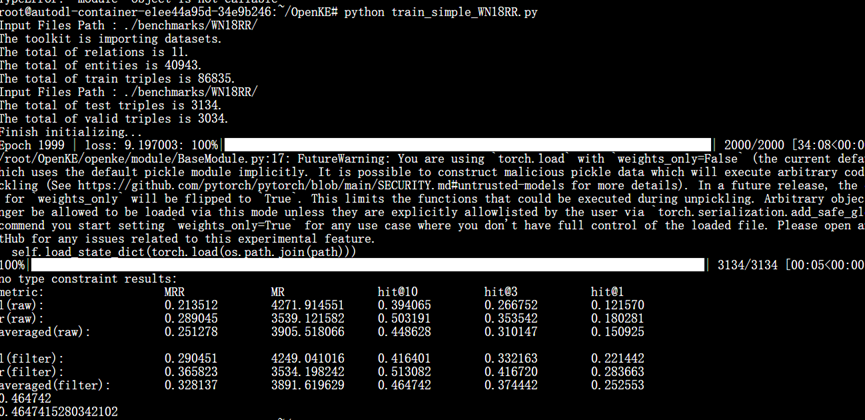 TypeError: 'module' object is not callable
root@autodl-container-elee44a95d-34e9b246:~/OpenKE# python train_simple_WN18RR.py
Input Files Path : ./benchmarks/WN18RR/
The toolkit is importing datasets.
The total of relations is 11.
The total of entities is 40943.
The total of train triples is 86835.
Input Files Path : ./benchmarks/WN18RR/
The total of test triples is 3134.
The total of valid triples is 3034.
Finish initializing...
Epoch 1999 | loss: 9.197003: 100%| | 2000/2000 [34:08<00:0
/root/OpenKE/openke/module/BaseModule.py:17: FutureWarning: You are using `torch.load` with `weights_only=False` (the current defa
hich uses the default pickle module implicitly. It is possible to construct malicious pickle data which will execute arbitrary cod
ckling (See https://github.com/pytorch/pytorch/blob/main/SECURITY.md#untrusted-models for more details). In a future release, the
 for `weights_only` will be flipped to `True`. This limits the functions that could be executed during unpickling. Arbitrary objec
nger be allowed to be loaded via this mode unless they are explicitly allowlisted by the user via `torch.serialization.add_safe_gl
commend you start setting `weights_only=True` for any use case where you don't have full control of the loaded file. Please open a
tHub for any issues related to this experimental feature.
  self.load_state_dict(torch.load(os.path.join(path)))
100%| | 3134/3134 [00:05<00:00
no type constraint results:
metric: MRR MR hit@10 hit@3 hit@1
l(raw): 0.213512 4271.914551 0.394065 0.266752 0.121570
r(raw): 0.289045 3539.121582 0.503191 0.353542 0.180281
averaged(raw): 0.251278 3905.518066 0.448628 0.310147 0.150925
l(filter): 0.290451 4249.041016 0.416401 0.332163 0.221442
r(filter): 0.365823 3534.198242 0.513082 0.416720 0.283663
averaged(filter): 0.328137 3891.619629 0.464742 0.374442 0.252553
0.464742
0.4647415280342102